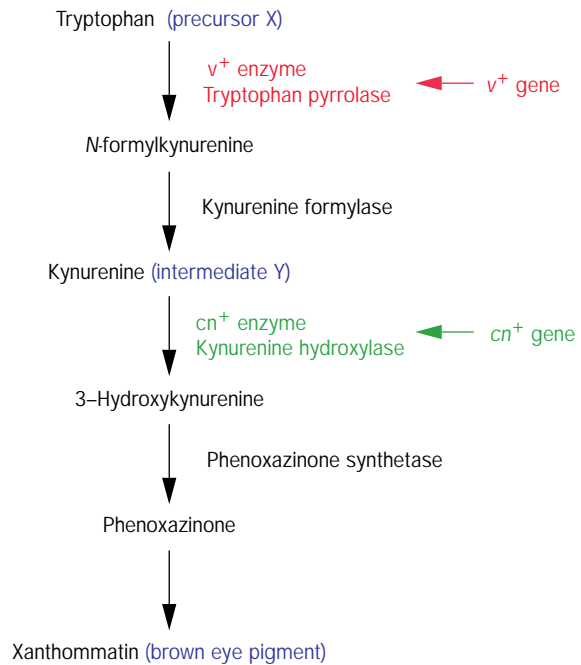 Tryptophan (precursor X)
v+ enzyme
Tryptophan pyrrolase
v+ gene
N-formylkynurenine
Kynurenine formylase
Kynurenine (intermediate Y)
cn+ enzyme
Kynurenine hydroxylase
cn+ gene
3–Hydroxykynurenine
Phenoxazinone synthetase
Phenoxazinone
Xanthommatin (brown eye pigment)